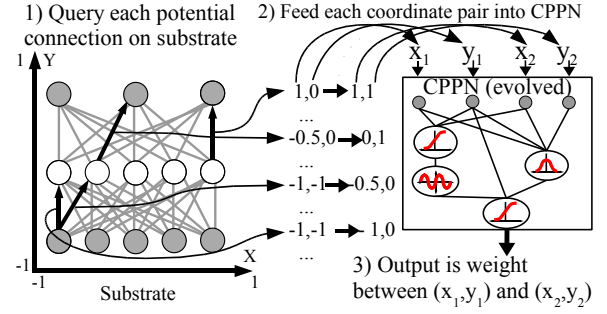 1) Query each potential
connection on substrate
2) Feed each coordinate pair into CPPN
1 Y
X
-1
-1
1
Substrate
1,0 1,1
...
-0.5,0 0,1
...
-1,-1 -0.5,0
...
-1,-1 - 1,0
...
x1 y1 x2 y2
CPPN (evolved)
3) Output is weight
between (x1,y1) and (x2,y2)